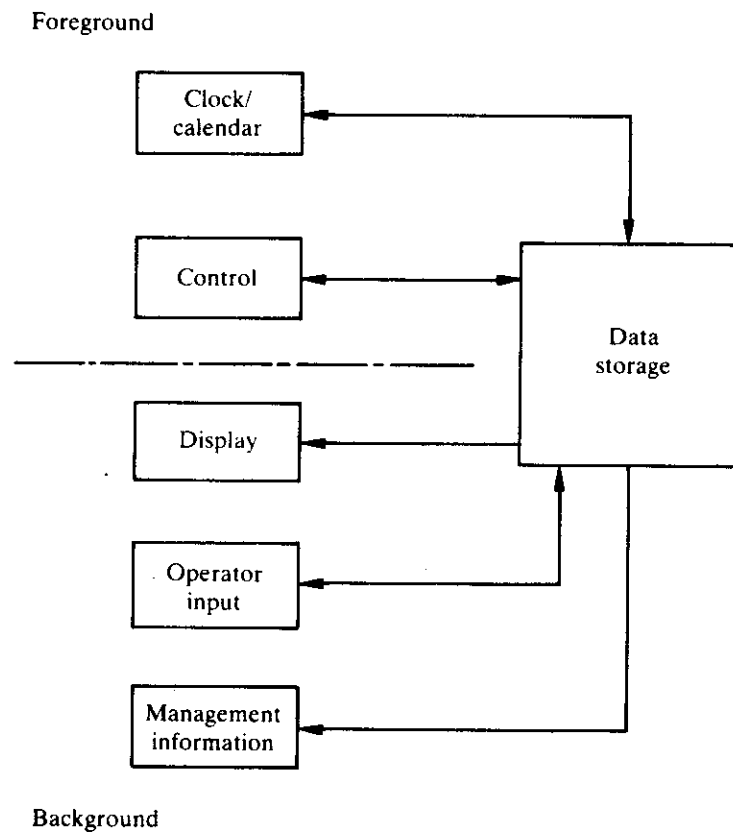 Foreground
Clock/
calendar
Control
Data
storage
Display
Operator
input
Management
information
Background